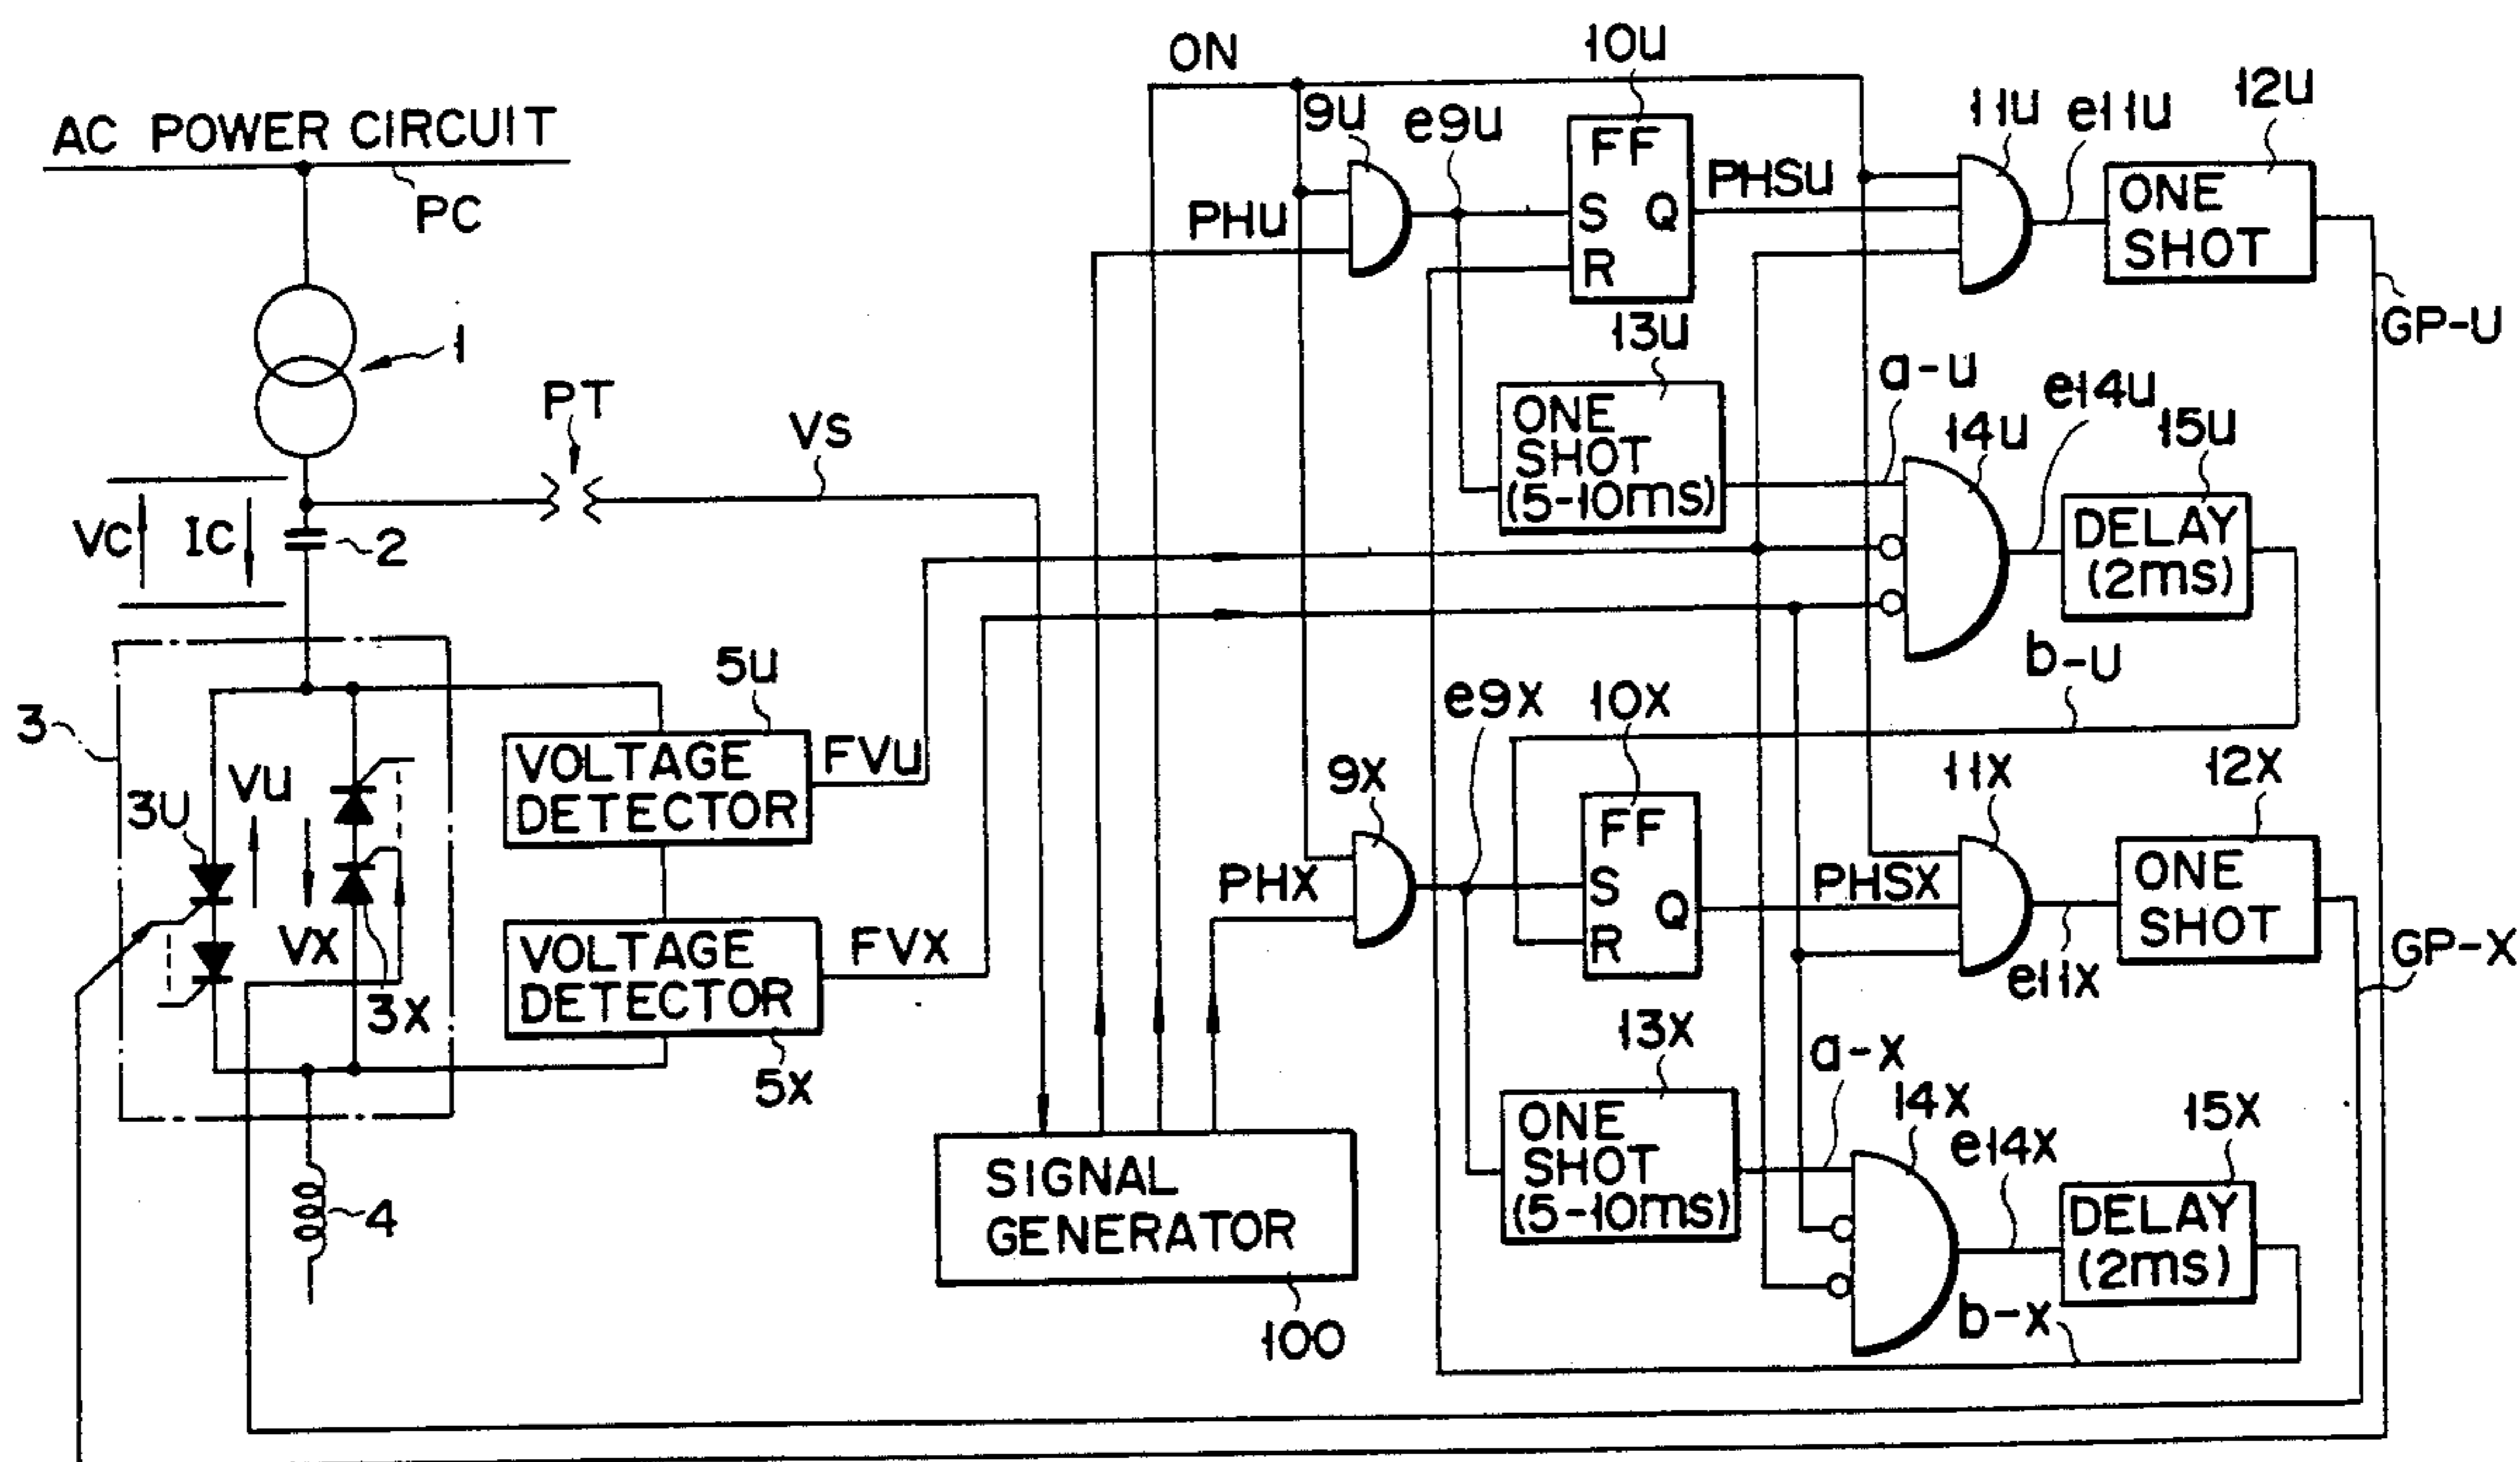 AC POWER CIRCUIT
PC
1
PT
VS
VC
IC
2
3
3U
VU
VX
3X
4
5U
VOLTAGE
DETECTOR
FVU
VOLTAGE
DETECTOR
FVX
5X
SIGNAL
GENERATOR
100
ON
PHU
9U
e9U
10U
FF
S
Q
R
PHSU
11U
e11U
12U
ONE
SHOT
GP-U
13U
ONE
SHOT
(5-10ms)
a-U
14U
e14U
15U
DELAY
(2ms)
b-U
PHX
9X
e9X
10X
FF
S
Q
R
PHSX
11X
e11X
12X
ONE
SHOT
GP-X
13X
ONE
SHOT
(5-10ms)
a-X
14X
e14X
15X
DELAY
(2ms)
b-X